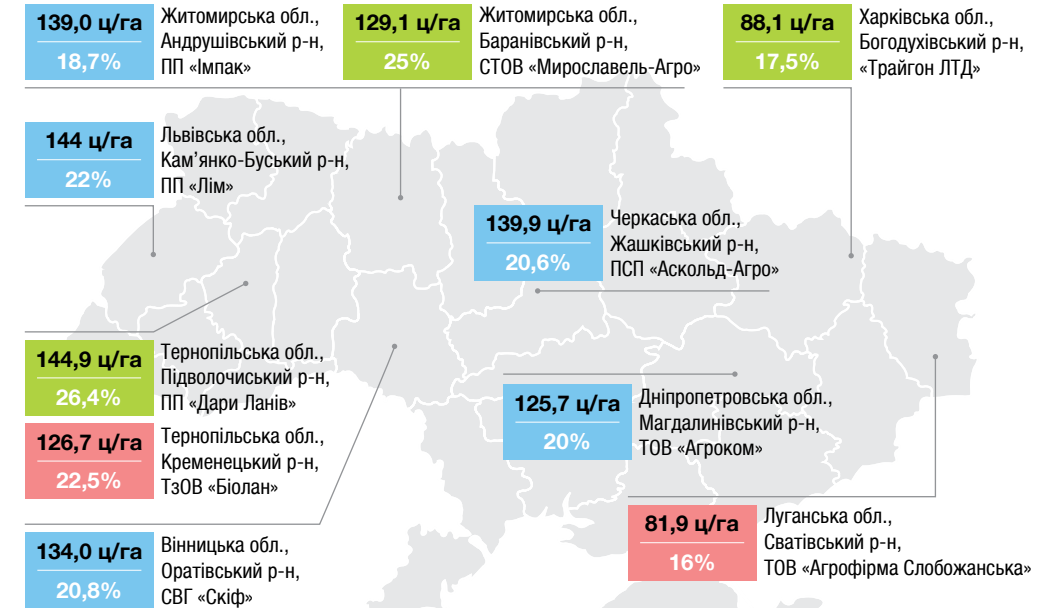 139,0 ц/га
18,7%
Житомирська обл.,
Андрушівський р-н,
ПП «Імпак»
129,1 ц/га
25%
Житомирська обл.,
Баранівський р-н,
СТОВ «Мирославель-Агро»
88,1 ц/га
17,5%
Харківська обл.,
Богодухівський р-н,
«Трайгон ЛТД»
144 ц/га
22%
Львівська обл.,
Кам’янко-Буський р-н,
ПП «Лім»
139,9 ц/га
20,6%
Черкаська обл.,
Жашківський р-н,
ПСП «Аскольд-Агро»
144,9 ц/га
26,4%
Тернопільська обл.,
Підволочиський р-н,
ПП «Дари Ланів»
125,7 ц/га
20%
Дніпропетровська обл.,
Магдалинівський р-н,
ТОВ «Агроком»
126,7 ц/га
22,5%
Тернопільська обл.,
Кременецький р-н,
ТзОВ «Біолан»
81,9 ц/га
16%
Луганська обл.,
Сватівський р-н,
ТОВ «Агрофірма Слобожанська»
134,0 ц/га
20,8%
Вінницька обл.,
Оратівський р-н,
СВГ «Скіф»